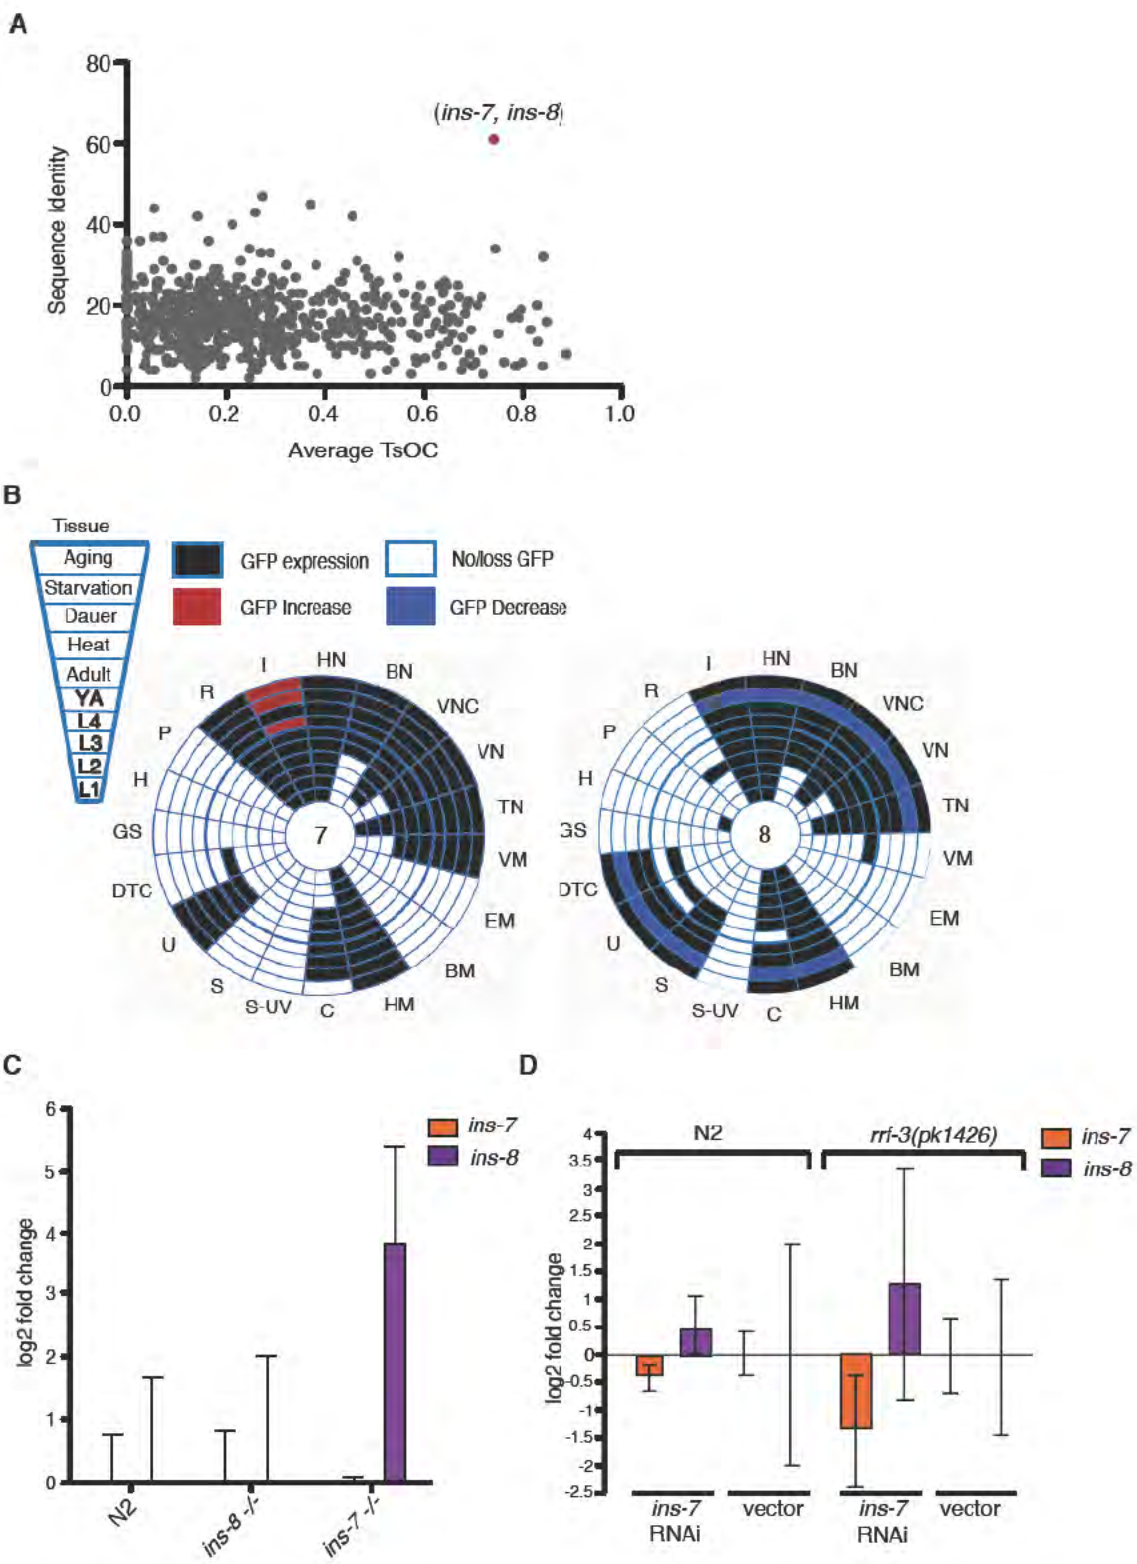 A
80
60
40
20
0
Sequence identity
(ins-7, ins-8)
0.0 0.2 0.4 0.6 0.8 1.0
Average TsOC
B
Tissue
Aging
Starvation
Dauer
Heat
Adult
YA
L4
L3
L2
L1
GFP expression
No/loss GFP
GFP Increase
GFP Decrease
I HN BN VNC VN TN VM EM BM HM C S-UV S U DTC GS H P R
7
I HN BN VNC VN TN VM EM BM HM C S-UV S U DTC GS H P R
8
C
6
5
4
3
2
1
0
log2 fold change
ins-7
ins-8
N2
ins-8 -/-
ins-7 -/-
D
4
3.5
3
2.5
2
1.5
1
0.5
0
-0.5
-1
-1.5
-2
-2.5
log2 fold change
N2
rrf-3(pk1426)
ins-7
ins-8
ins-7 vector ins-7 vector
RNAi RNAi